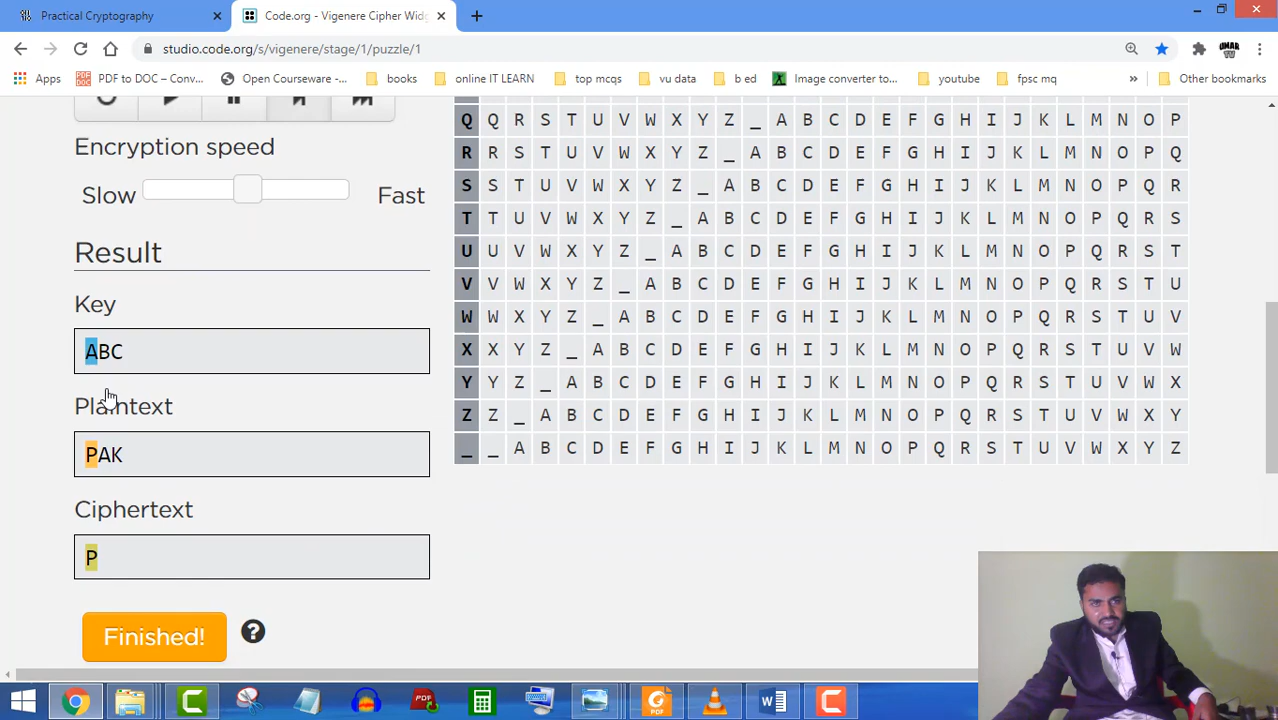 Practical Cryptography
Code.org - Vigenere Cipher Widg
studio.code.org/s/vigenere/stage/1/puzzle/1
Apps PDF to DOC – Conv... Open Courseware -... books online IT LEARN top mcqs vu data b ed Image converter to... youtube fpsc mq » Other bookmarks
Q Q R S T U V W X Y Z _ A B C D E F G H I J K L M N O P
Encryption speed
R R S T U V W X Y Z _ A B C D E F G H I J K L M N O P Q
Slow Fast
S S T U V W X Y Z _ A B C D E F G H I J K L M N O P Q R
T T U V W X Y Z _ A B C D E F G H I J K L M N O P Q R S
Result
U U V W X Y Z _ A B C D E F G H I J K L M N O P Q R S T
V V W X Y Z _ A B C D E F G H I J K L M N O P Q R S T U
Key
W W X Y Z _ A B C D E F G H I J K L M N O P Q R S T U V
ABC
X X Y Z _ A B C D E F G H I J K L M N O P Q R S T U V W
Y Y Z _ A B C D E F G H I J K L M N O P Q R S T U V W X
Plaintext
Z Z _ A B C D E F G H I J K L M N O P Q R S T U V W X Y
PAK
_ _ A B C D E F G H I J K L M N O P Q R S T U V W X Y Z
Ciphertext
P
Finished!